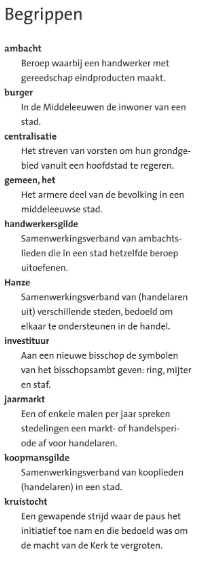 Begrippen
ambacht
Beroep waarbij een handwerker met
gereedschap eindproducten maakt.
burger
In de Middeleeuwen de inwoner van een
stad.
centralisatie
Het streven van vorsten om hun grondge-
bied vanuit een hoofdstad te regeren.
gemeen, het
Het armere deel van de bevolking in een
middeleeuwse stad.
handwerkersgilde
Samenwerkingsverband van ambachts-
lieden die in een stad hetzelfde beroep
uitoefenen.
Hanze
Samenwerkingsverband van (handelaren
uit) verschillende steden, bedoeld om
elkaar te ondersteunen in de handel.
investituur
Aan een nieuwe bisschop de symbolen
van het bisschopsambt geven: ring, mijter
en staf.
jaarmarkt
Een of enkele malen per jaar spreken
stedelingen een markt- of handelsperi-
ode af voor handelaren.
koopmansgilde
Samenwerkingsverband van kooplieden
(handelaren) in een stad.
kruistocht
Een gewapende strijd waar de paus het
initiatief toe nam en die bedoeld was om
de macht van de Kerk te vergroten.